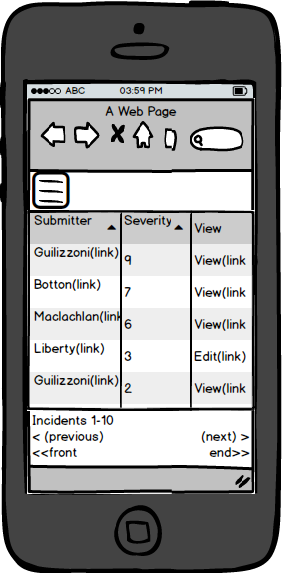 ABC 03:59 PM
A Web Page
Submitter Severity View
Guilizzoni(link) 9 View(link
Botton(link) 7 View(link
Maclachlan(link 6 View(link
Liberty(link) 3 Edit(link)
Guilizzoni(link) 2 View(link
Incidents 1-10
< (previous) (next) >
<<front end>>